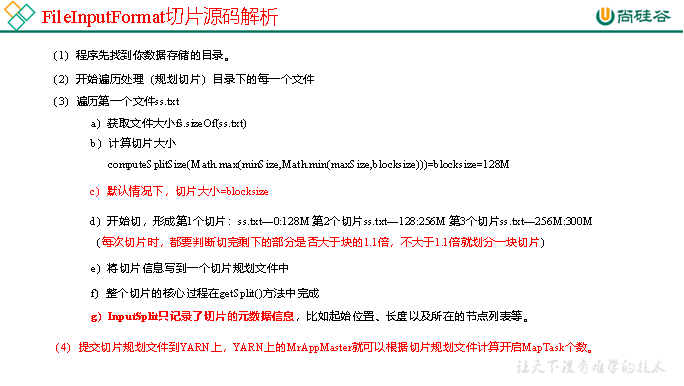 FileInputFormat切片源码解析
尚硅谷
（1）程序先找到你数据存储的目录。
（2）开始遍历处理（规划切片）目录下的每一个文件
（3）遍历第一个文件ss.txt
a）获取文件大小fs.sizeOf(ss.txt)
b）计算切片大小
computeSplitSize(Math.max(minSize,Math.min(maxSize,blocksize)))=blocksize=128M
c）默认情况下，切片大小=blocksize
d）开始切，形成第1个切片：ss.txt—0:128M 第2个切片ss.txt—128:256M 第3个切片ss.txt—256M:300M
（每次切片时，都要判断切完剩下的部分是否大于块的1.1倍，不大于1.1倍就划分一块切片）
e）将切片信息写到一个切片规划文件中
f）整个切片的核心过程在getSplit()方法中完成
g）InputSplit只记录了切片的元数据信息，比如起始位置、长度以及所在的节点列表等。
（4）提交切片规划文件到YARN上，YARN上的MrAppMaster就可以根据切片规划文件计算开启MapTask个数。
让天下没有难学的技术